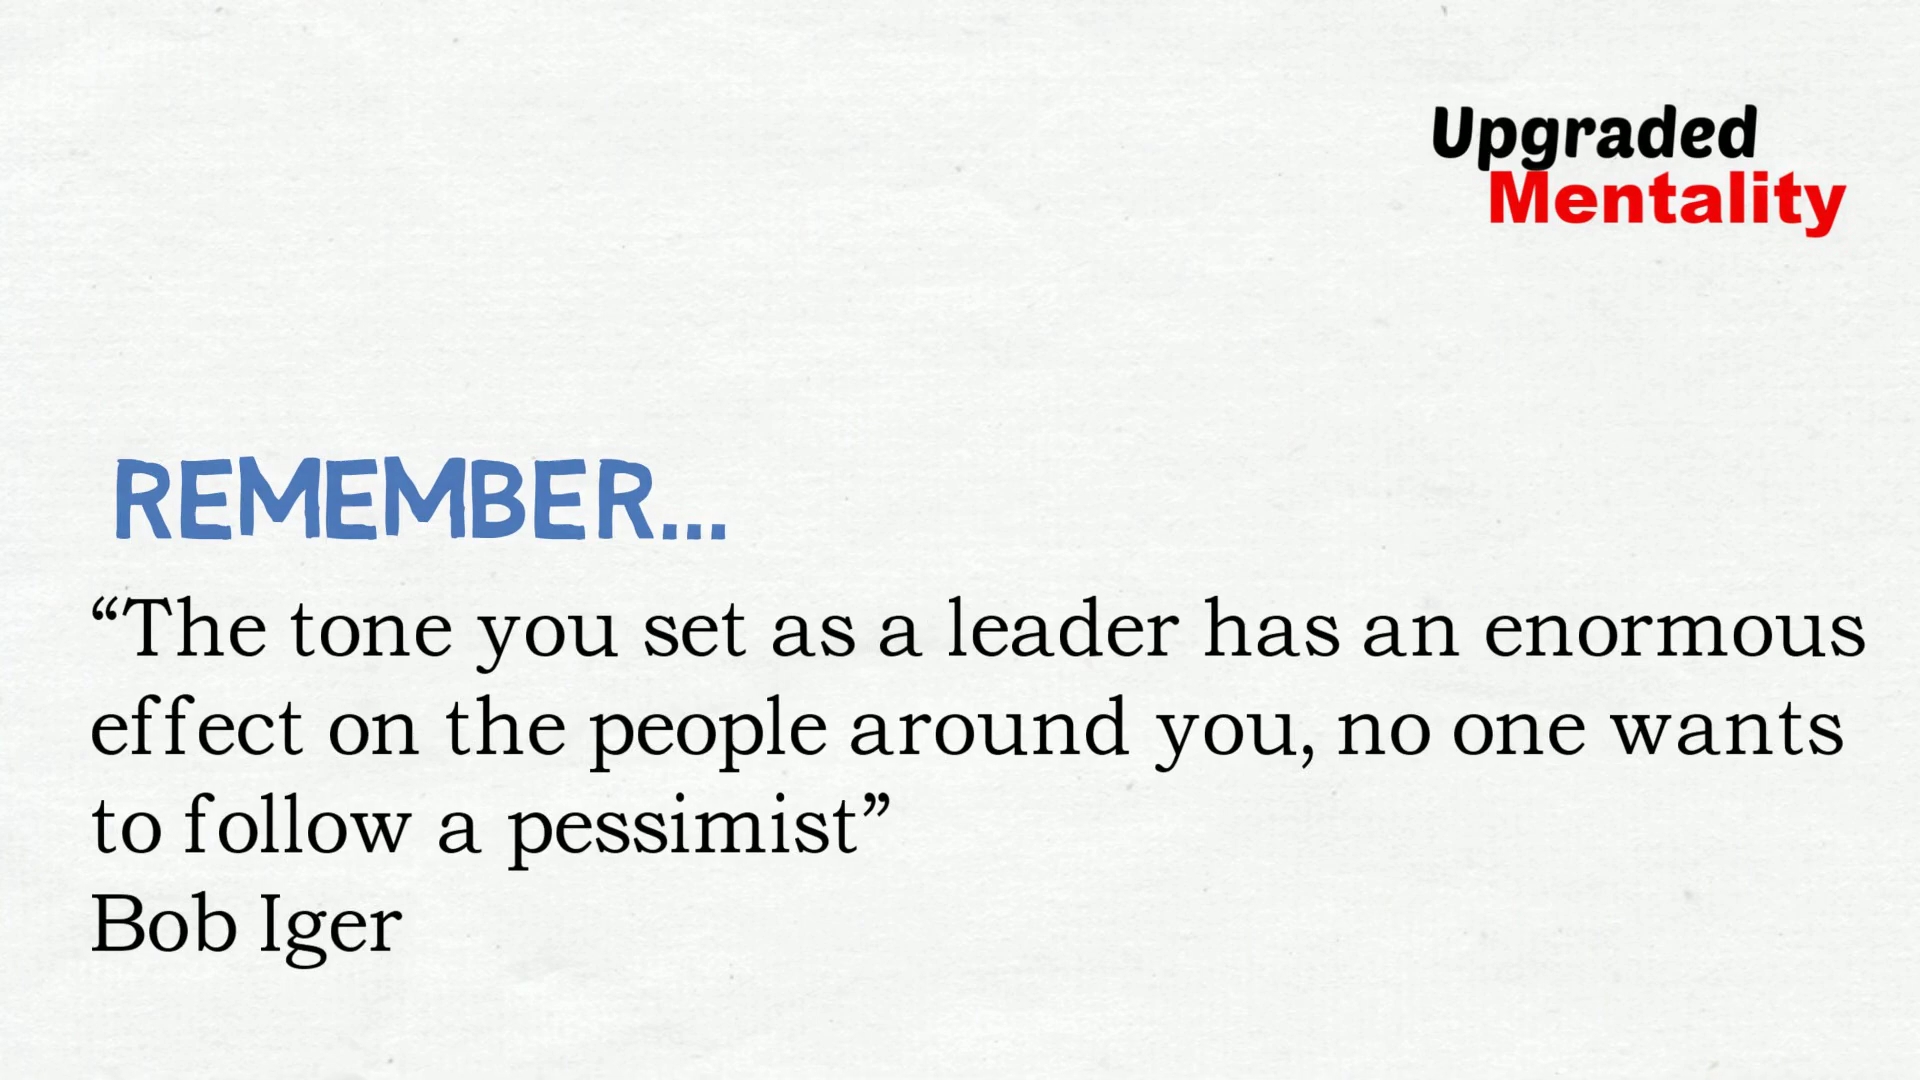 Upgraded
Mentality
REMEMBER...
“The tone you set as a leader has an enormous
effect on the people around you, no one wants
to follow a pessimist”
Bob Iger